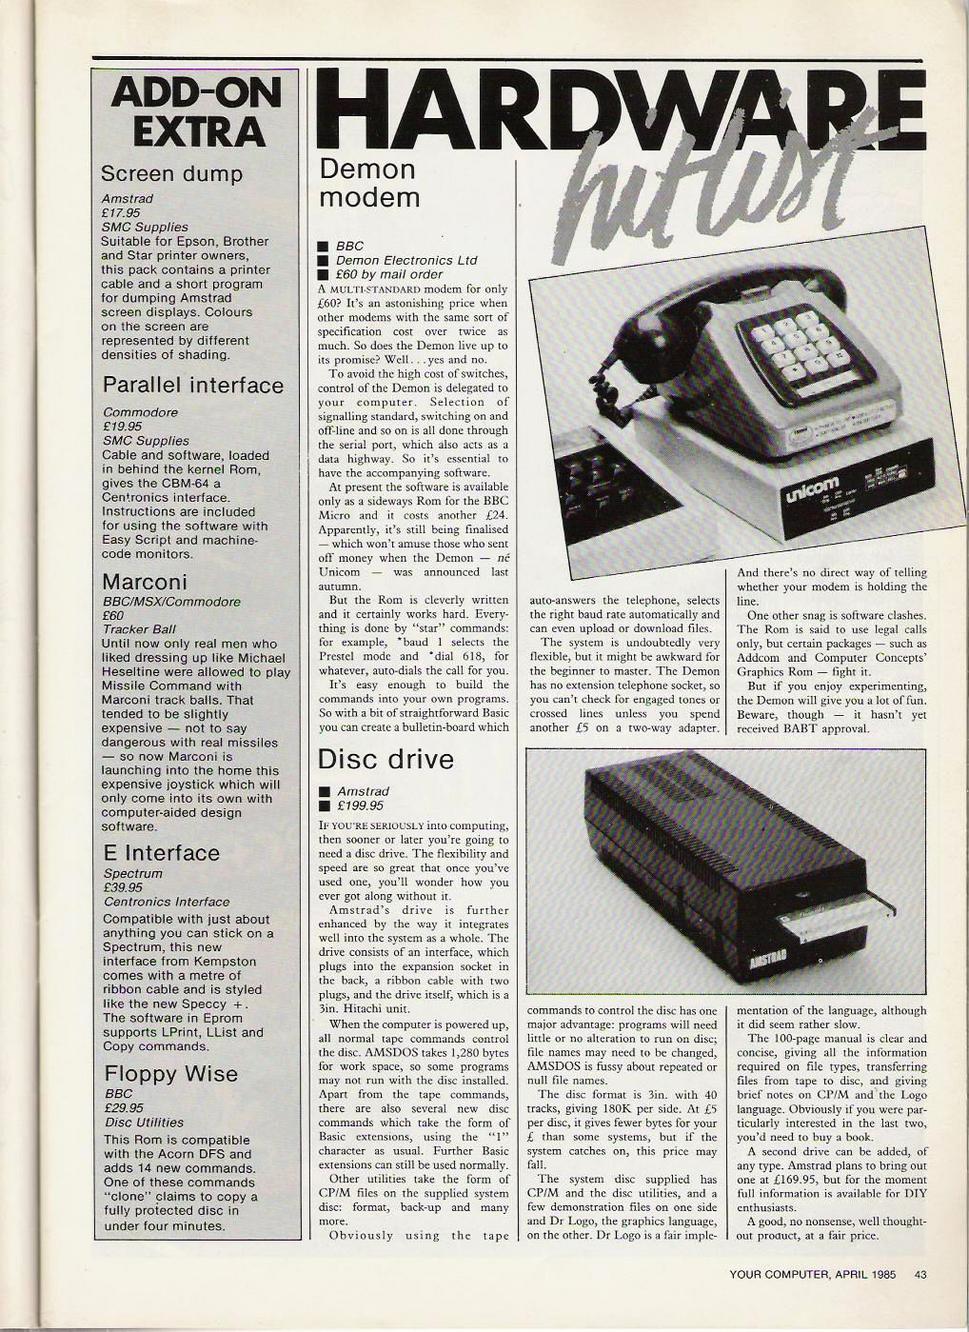 ADD-ON
EXTRA
Screen dump
Amstrad
£17.95
SMC Supplies
Suitable for Epson, Brother
and Star printer owners,
this pack contains a printer
cable and a short program
for dumping Amstrad
screen displays. Colours
on the screen are
represented by different
densities of shading.
Parallel interface
Commodore
£19.95
SMC Supplies
Cable and software, loaded
in behind the kernel Rom,
gives the CBM-64 a
Centronics interface.
Instructions are included
for using the software with
Easy Script and machine-
code monitors.
Marconi
BBC/MSX/Commodore
£60
Tracker Ball
Until now only real men who
liked dressing up like Michael
Heseltine were allowed to play
Missile Command with
Marconi track balls. That
tended to be slightly
expensive — not to say
dangerous with real missiles
— so now Marconi is
launching into the home this
expensive joystick which will
only come into its own with
computer-aided design
software.
E Interface
Spectrum
£39.95
Centronics Interface
Compatible with just about
anything you can stick on a
Spectrum, this new
interface from Kempston
comes with a metre of
ribbon cable and is styled
like the new Speccy +.
The software in Eprom
supports LPrint, LList and
Copy commands.
Floppy Wise
BBC
£29.95
Disc Utilities
This Rom is compatible
with the Acorn DFS and
adds 14 new commands.
One of these commands
"clone" claims to copy a
fully protected disc in
under four minutes.
HARDWARE
hit list
Demon
modem
■ BBC
■ Demon Electronics Ltd
■ £60 by mail order
A MULTI-STANDARD modem for only
£60? It's an astonishing price when
other modems with the same sort of
specification cost over twice as
much. So does the Demon live up to
its promise? Well. . . yes and no.
To avoid the high cost of switches,
control of the Demon is delegated to
your computer. Selection of
signalling standard, switching on and
off-line and so on is all done through
the serial port, which also acts as a
data highway. So it's essential to
have the accompanying software.
At present the software is available
only as a sideways Rom for the BBC
Micro and it costs another £24.
Apparently, it's still being finalised
— which won't amuse those who sent
off money when the Demon — né
Unicom — was announced last
autumn.
But the Rom is cleverly written
and it certainly works hard. Every-
thing is done by "star" commands:
for example, *baud 1 selects the
Prestel mode and *dial 618, for
whatever, auto-dials the call for you.
It's easy enough to build the
commands into your own programs.
So with a bit of straightforward Basic
you can create a bulletin-board which
unicom
auto-answers the telephone, selects
the right baud rate automatically and
can even upload or download files.
The system is undoubtedly very
flexible, but it might be awkward for
the beginner to master. The Demon
has no extension telephone socket, so
you can't check for engaged tones or
crossed lines unless you spend
another £5 on a two-way adapter.
And there's no direct way of telling
whether your modem is holding the
line.
One other snag is software clashes.
The Rom is said to use legal calls
only, but certain packages — such as
Addcom and Computer Concepts'
Graphics Rom — fight it.
But if you enjoy experimenting,
the Demon will give you a lot of fun.
Beware, though — it hasn't yet
received BABT approval.
Disc drive
■ Amstrad
■ £199.95
IF YOU'RE SERIOUSLY into computing,
then sooner or later you're going to
need a disc drive. The flexibility and
speed are so great that once you've
used one, you'll wonder how you
ever got along without it.
Amstrad's drive is further
enhanced by the way it integrates
well into the system as a whole. The
drive consists of an interface, which
plugs into the expansion socket in
the back, a ribbon cable with two
plugs, and the drive itself, which is a
3in. Hitachi unit.
When the computer is powered up,
all normal tape commands control
the disc. AMSDOS takes 1,280 bytes
for work space, so some programs
may not run with the disc installed.
Apart from the tape commands,
there are also several new disc
commands which take the form of
Basic extensions, using the "1"
character as usual. Further Basic
extensions can still be used normally.
Other utilities take the form of
CP/M files on the supplied system
disc: format, back-up and many
more.
Obviously using the tape
AMSTRAD
commands to control the disc has one
major advantage: programs will need
little or no alteration to run on disc;
file names may need to be changed,
AMSDOS is fussy about repeated or
null file names.
The disc format is 3in. with 40
tracks, giving 180K per side. At £5
per disc, it gives fewer bytes for your
£ than some systems, but if the
system catches on, this price may
fall.
The system disc supplied has
CP/M and the disc utilities, and a
few demonstration files on one side
and Dr Logo, the graphics language,
on the other. Dr Logo is a fair imple-
mentation of the language, although
it did seem rather slow.
The 100-page manual is clear and
concise, giving all the information
required on file types, transferring
files from tape to disc, and giving
brief notes on CP/M and the Logo
language. Obviously if you were par-
ticularly interested in the last two,
you'd need to buy a book.
A second drive can be added, of
any type. Amstrad plans to bring out
one at £169.95, but for the moment
full information is available for DIY
enthusiasts.
A good, no nonsense, well thought-
out product, at a fair price.
YOUR COMPUTER, APRIL 1985 43